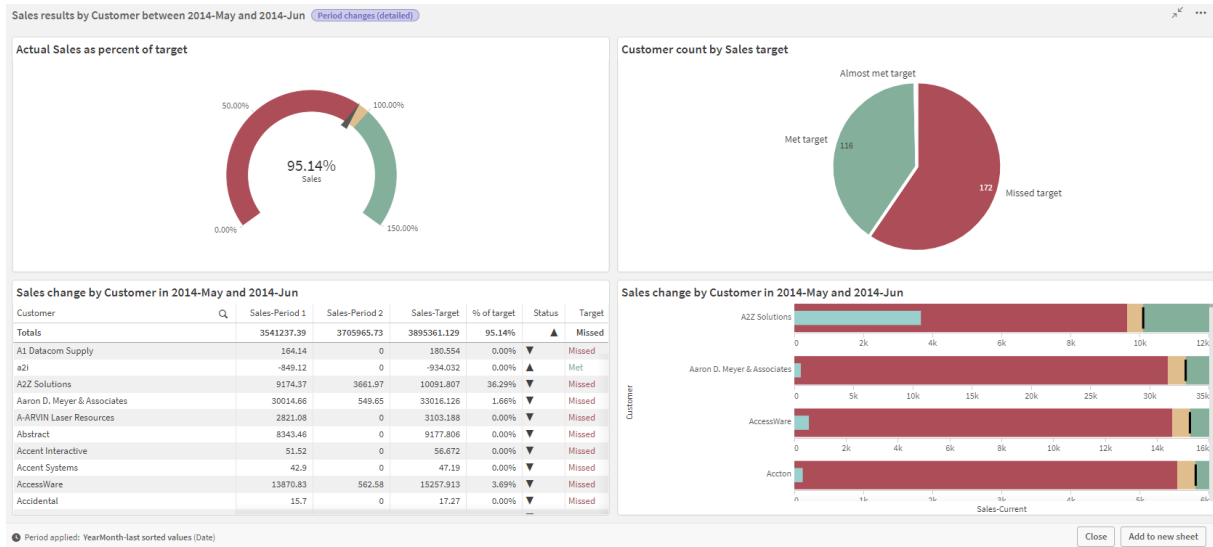 Sales results by Customer between 2014-May and 2014-Jun Period changes (detailed)
Actual Sales as percent of target
50.00% 100.00%
95.14%
Sales
0.00% 150.00%
Customer count by Sales target
Almost met target
Met target 116
172 Missed target
Sales change by Customer in 2014-May and 2014-Jun
Customer Sales-Period 1 Sales-Period 2 Sales-Target % of target Status Target
Totals 3541237.39 3705965.73 3895361.129 95.14% ▲ Missed
A1 Datacom Supply 164.14 0 180.554 0.00% ▼ Missed
a2i -849.12 0 -934.032 0.00% ▲ Met
A2Z Solutions 9174.37 3661.97 10091.807 36.29% ▼ Missed
Aaron D. Meyer & Associates 30014.66 549.65 33016.126 1.66% ▼ Missed
A-ARVIN Laser Resources 2821.08 0 3103.188 0.00% ▼ Missed
Abstract 8343.46 0 9177.806 0.00% ▼ Missed
Accent Interactive 51.52 0 56.672 0.00% ▼ Missed
Accent Systems 42.9 0 47.19 0.00% ▼ Missed
AccessWare 13870.83 562.58 15257.913 3.69% ▼ Missed
Accidental 15.7 0 17.27 0.00% ▼ Missed
Sales change by Customer in 2014-May and 2014-Jun
Customer
A2Z Solutions
0 2k 4k 6k 8k 10k 12k
Aaron D. Meyer & Associates
0 5k 10k 15k 20k 25k 30k 35k
AccessWare
0 2k 4k 6k 8k 10k 12k 14k 16k
Accton
0 1k 2k 3k 4k 5k 6k
Sales-Current
Period applied: YearMonth-last sorted values (Date)
Close Add to new sheet